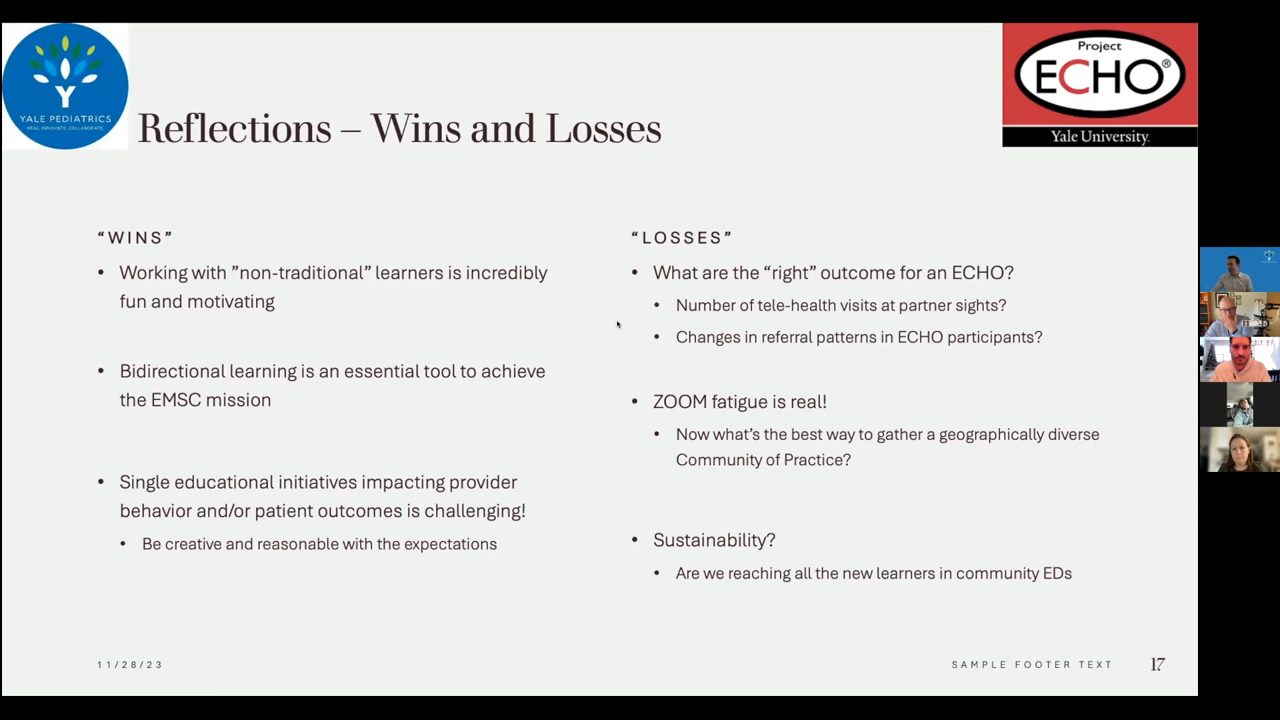 YALE PEDIATRICS
HEAL. INNOVATE. COLLABORATE.
Project
ECHO®
Yale University.
Reflections – Wins and Losses
“WINS”
• Working with ”non-traditional” learners is incredibly
fun and motivating
• Bidirectional learning is an essential tool to achieve
the EMSC mission
• Single educational initiatives impacting provider
behavior and/or patient outcomes is challenging!
• Be creative and reasonable with the expectations
“LOSSES”
• What are the “right” outcome for an ECHO?
• Number of tele-health visits at partner sights?
• Changes in referral patterns in ECHO participants?
• ZOOM fatigue is real!
• Now what’s the best way to gather a geographically diverse
Community of Practice?
• Sustainability?
• Are we reaching all the new learners in community EDs
11/28/23
SAMPLE FOOTER TEXT
17